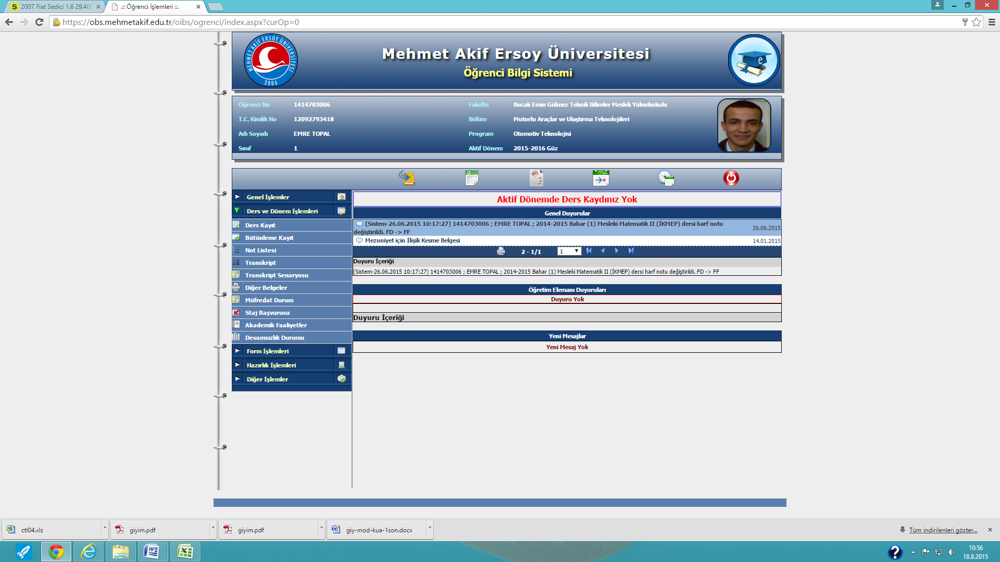 2007 Fiat Sedici 1.6 29.400
.:: Öğrenci İşlemleri ::.
https://obs.mehmetakif.edu.tr/oibs/ogrenci/index.aspx?curOp=0
MEHMET AKİF ERSOY ÜNİVERSİTESİ
2006
Mehmet Akif Ersoy Üniversitesi
Öğrenci Bilgi Sistemi
e
Öğrenci No 1414703006 Fakülte Bucak Emin Gülmez Teknik Bilimler Meslek Yüksekokulu
T.C. Kimlik No 12092793418 Bölüm Motorlu Araçlar ve Ulaştırma Teknolojileri
Adı Soyadı EMRE TOPAL Program Otomotiv Teknolojisi
Sınıf 1 Aktif Dönem 2015-2016 Güz
Genel İşlemler
Ders ve Dönem İşlemleri
Ders Kayıt
Bütünleme Kayıt
Not Listesi
Transkript
Transkript Senaryosu
Diğer Belgeler
Müfredat Durum
Staj Başvurusu
Akademik Faaliyetler
Devamsızlık Durumu
Form İşlemleri
Hazırlık İşlemleri
Diğer İşlemler
Aktif Dönemde Ders Kaydınız Yok
Genel Duyurular
(Sistem-26.06.2015 10:17:27) 1414703006 ; EMRE TOPAL ; 2014-2015 Bahar (1) Mesleki Matematik II (İKMEP) dersi harf notu
değiştirildi. FD -> FF 26.06.2015
Mezuniyet için İlişik Kesme Belgesi 14.01.2015
2 - 1/1 1
Duyuru İçeriği
(Sistem-26.06.2015 10:17:27) 1414703006 ; EMRE TOPAL ; 2014-2015 Bahar (1) Mesleki Matematik II (İKMEP) dersi harf notu değiştirildi. FD -> FF
Öğretim Elemanı Duyuruları
Duyuru Yok
Duyuru İçeriği
Yeni Mesajlar
Yeni Mesaj Yok
ctl04.xls
giyim.pdf
giyim.pdf
giy-mod-kua-1son.docx
Tüm indirilenleri göster...
10:56
18.8.2015